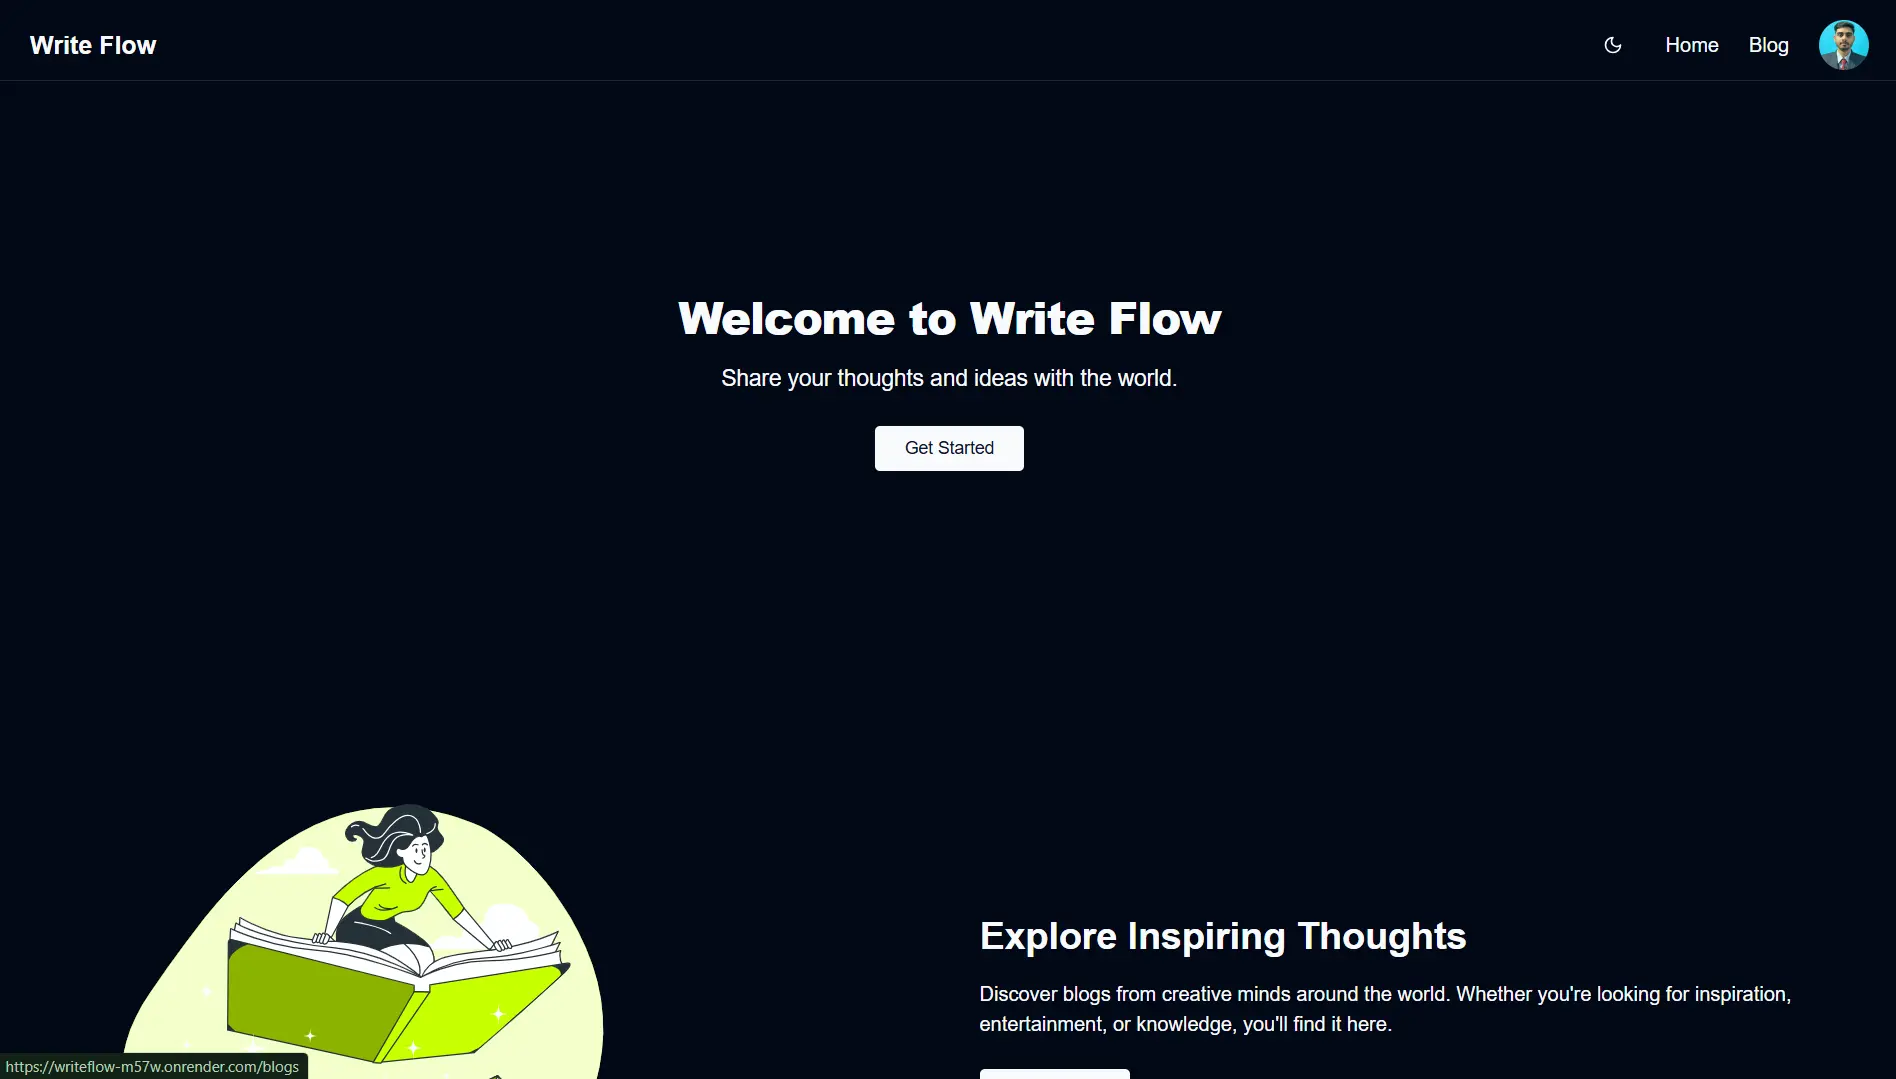 Write Flow
Home
Blog
Welcome to Write Flow
Share your thoughts and ideas with the world.
Get Started
Explore Inspiring Thoughts
Discover blogs from creative minds around the world. Whether you're looking for inspiration,
entertainment, or knowledge, you'll find it here.
https://writeflow-m57w.onrender.com/blogs